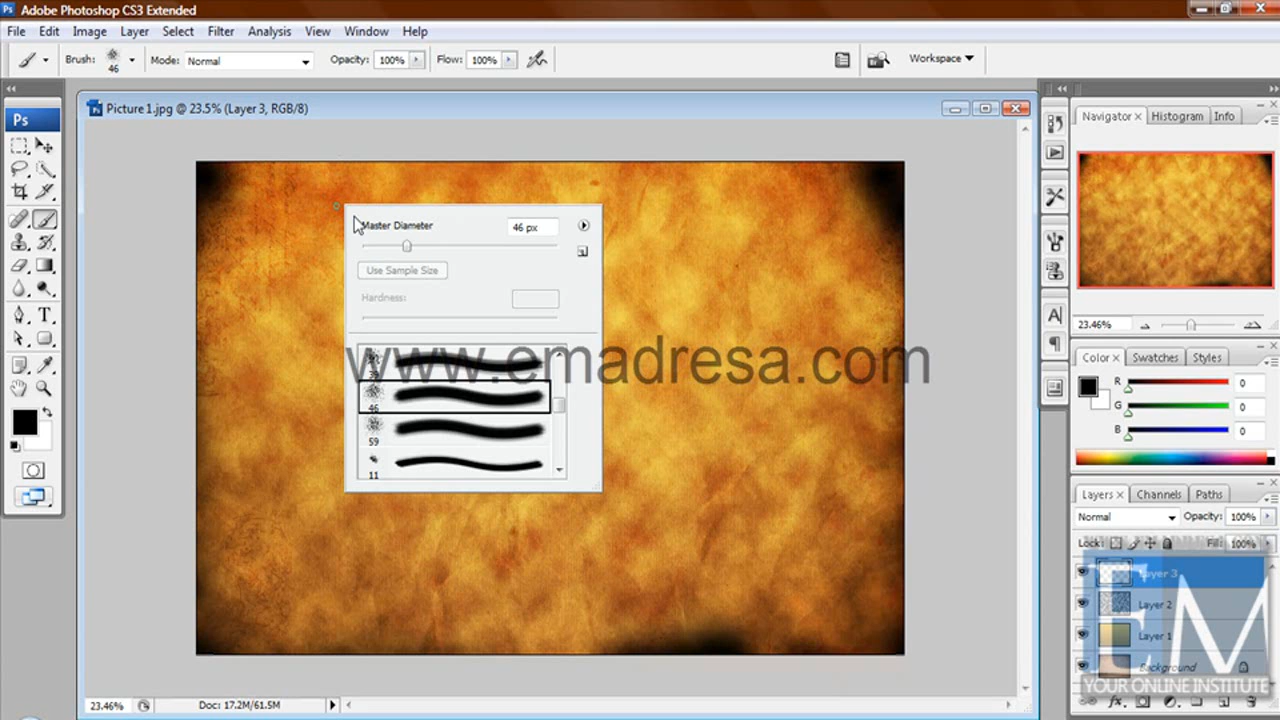 Adobe Photoshop CS3 Extended
File Edit Image Layer Select Filter Analysis View Window Help
Brush: 46 Mode: Normal Opacity: 100% Flow: 100% Workspace
Ps
Picture 1.jpg @ 23.5% (Layer 3, RGB/8)
Navigator Histogram Info
Master Diameter 46 px
Use Sample Size
Hardness:
23.46%
www.emadresa.com
46
59
11
Color Swatches Styles
R 0
G 0
B 0
Layers Channels Paths
Normal Opacity: 100%
Lock: Fill: 100%
Layer 3
Layer 2
Layer 1
Background
EM
YOUR ONLINE INSTITUTE
23.46% Doc: 17.2M/61.5M